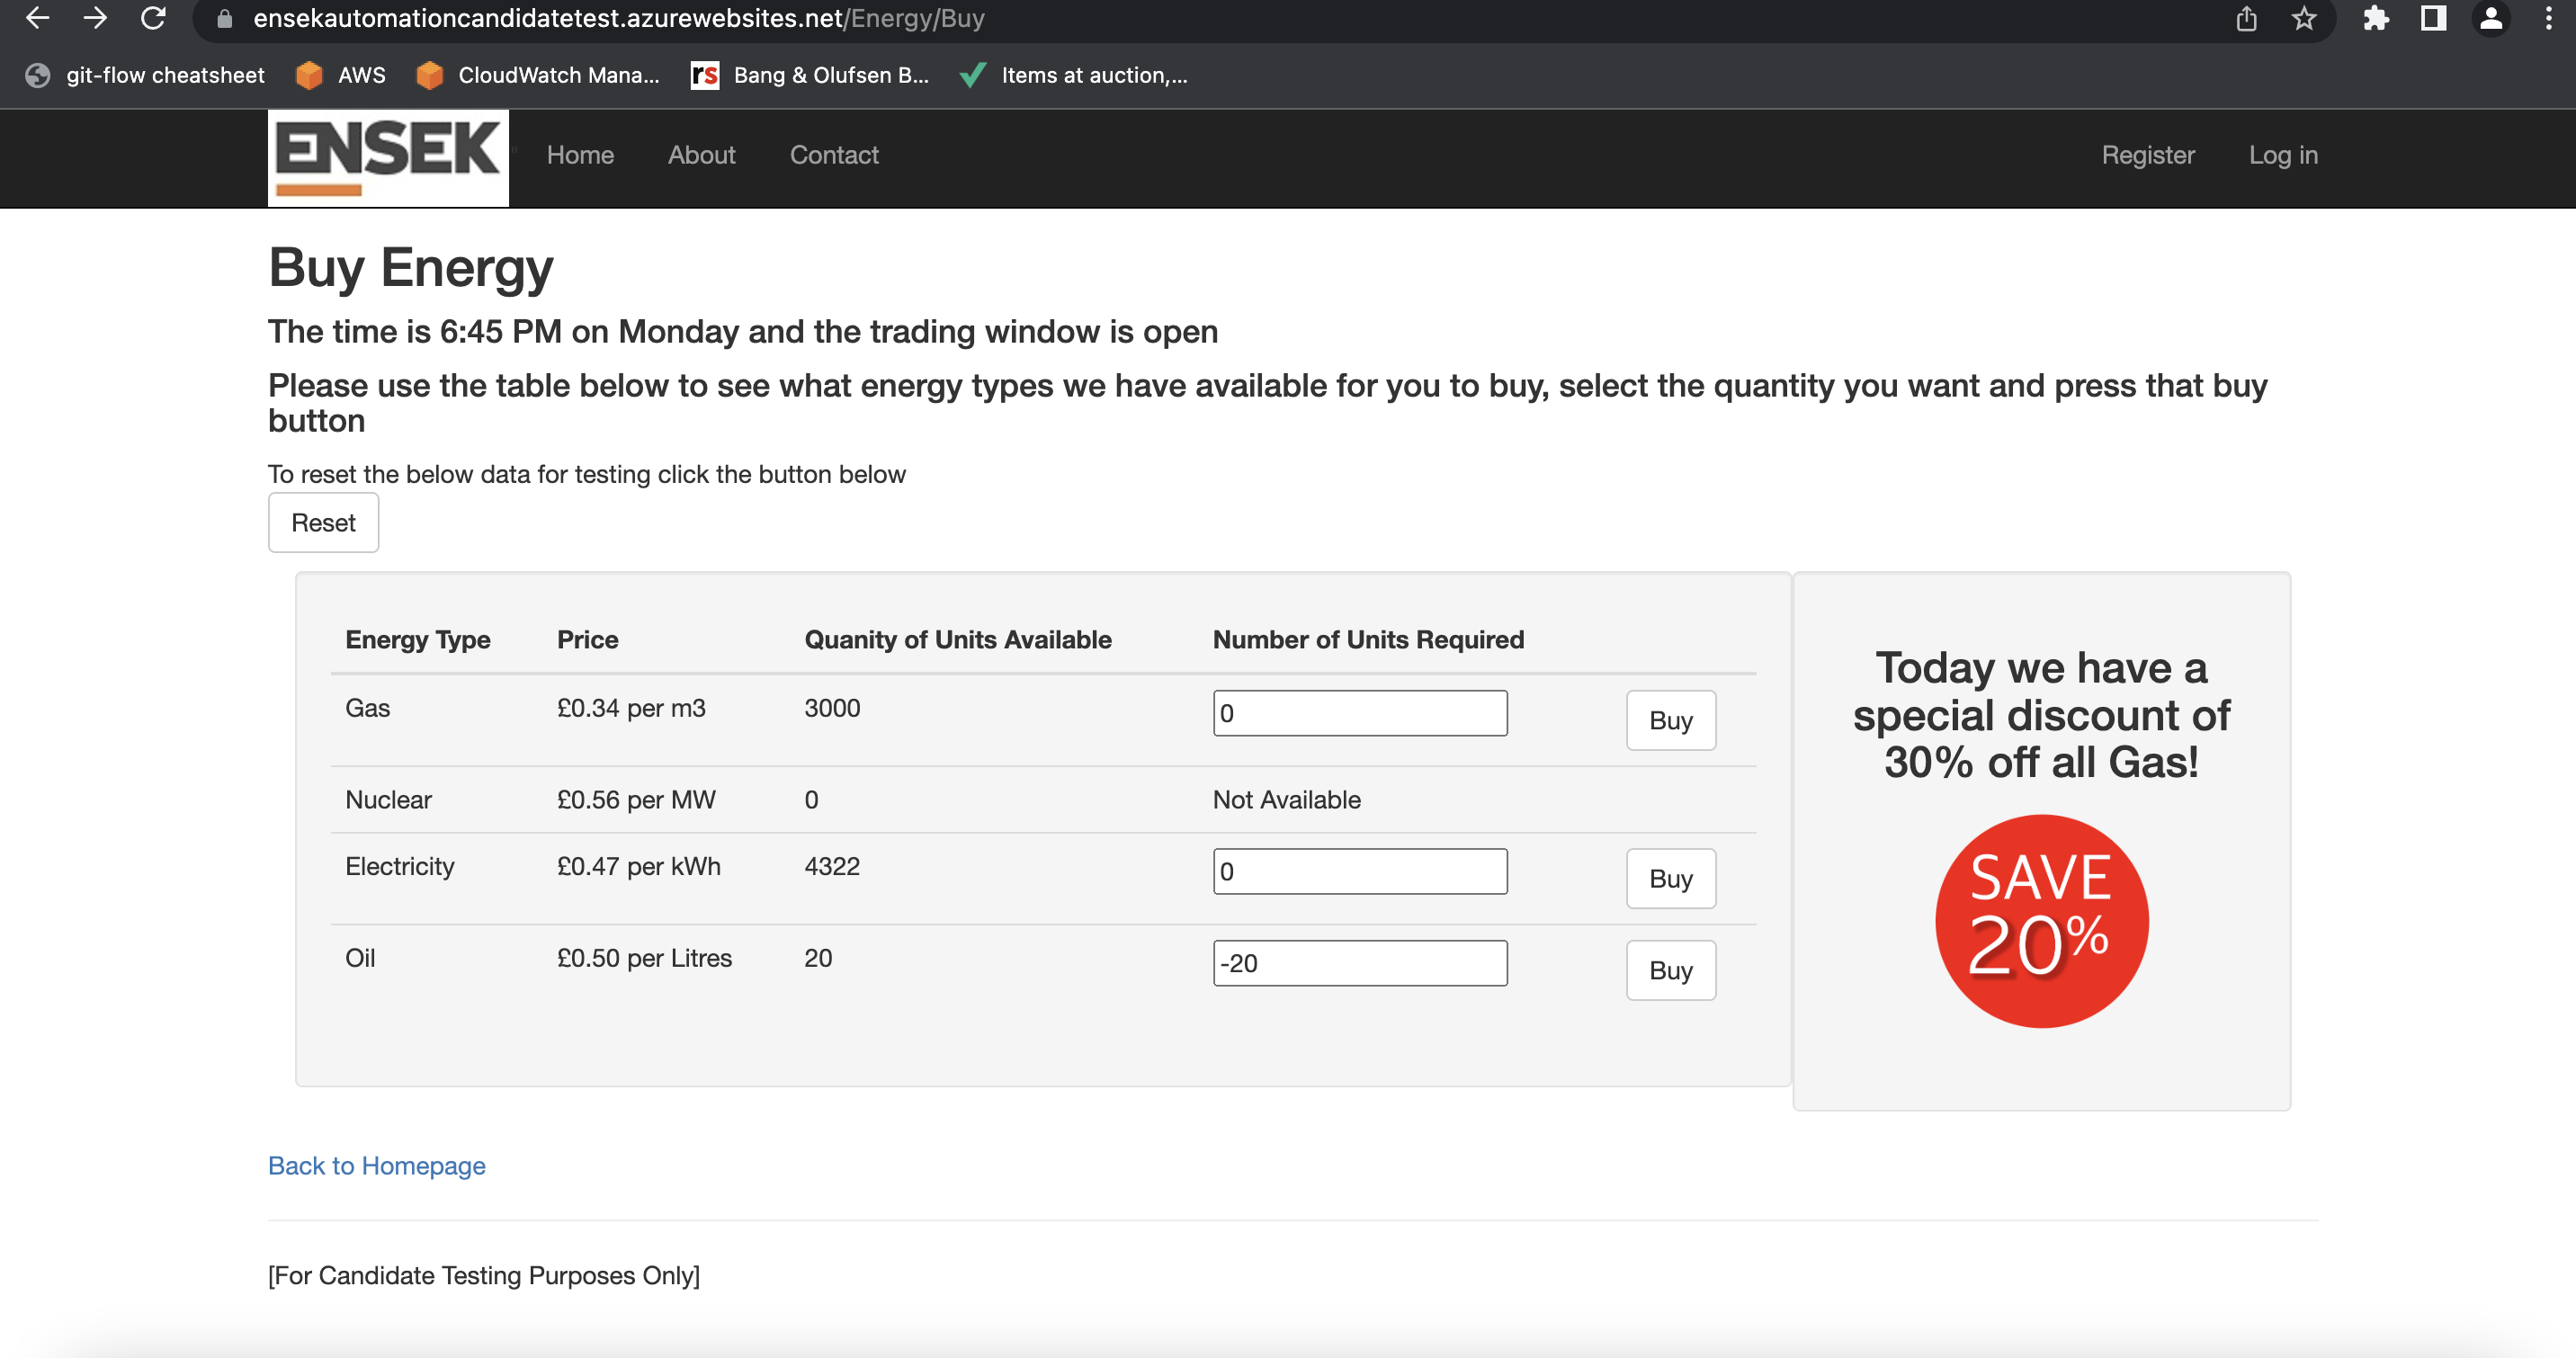 ensekautomationcandidatetest.azurewebsites.net/Energy/Buy
git-flow cheatsheet AWS CloudWatch Mana... rs Bang & Olufsen B... Items at auction,...
ENSEK Home About Contact Register Log in
Buy Energy
The time is 6:45 PM on Monday and the trading window is open
Please use the table below to see what energy types we have available for you to buy, select the quantity you want and press that buy
button
To reset the below data for testing click the button below
Reset
Energy Type Price Quanity of Units Available Number of Units Required
Gas £0.34 per m3 3000 0 Buy
Nuclear £0.56 per MW 0 Not Available
Electricity £0.47 per kWh 4322 0 Buy
Oil £0.50 per Litres 20 -20 Buy
Today we have a
special discount of
30% off all Gas!
SAVE
20%
Back to Homepage
[For Candidate Testing Purposes Only]